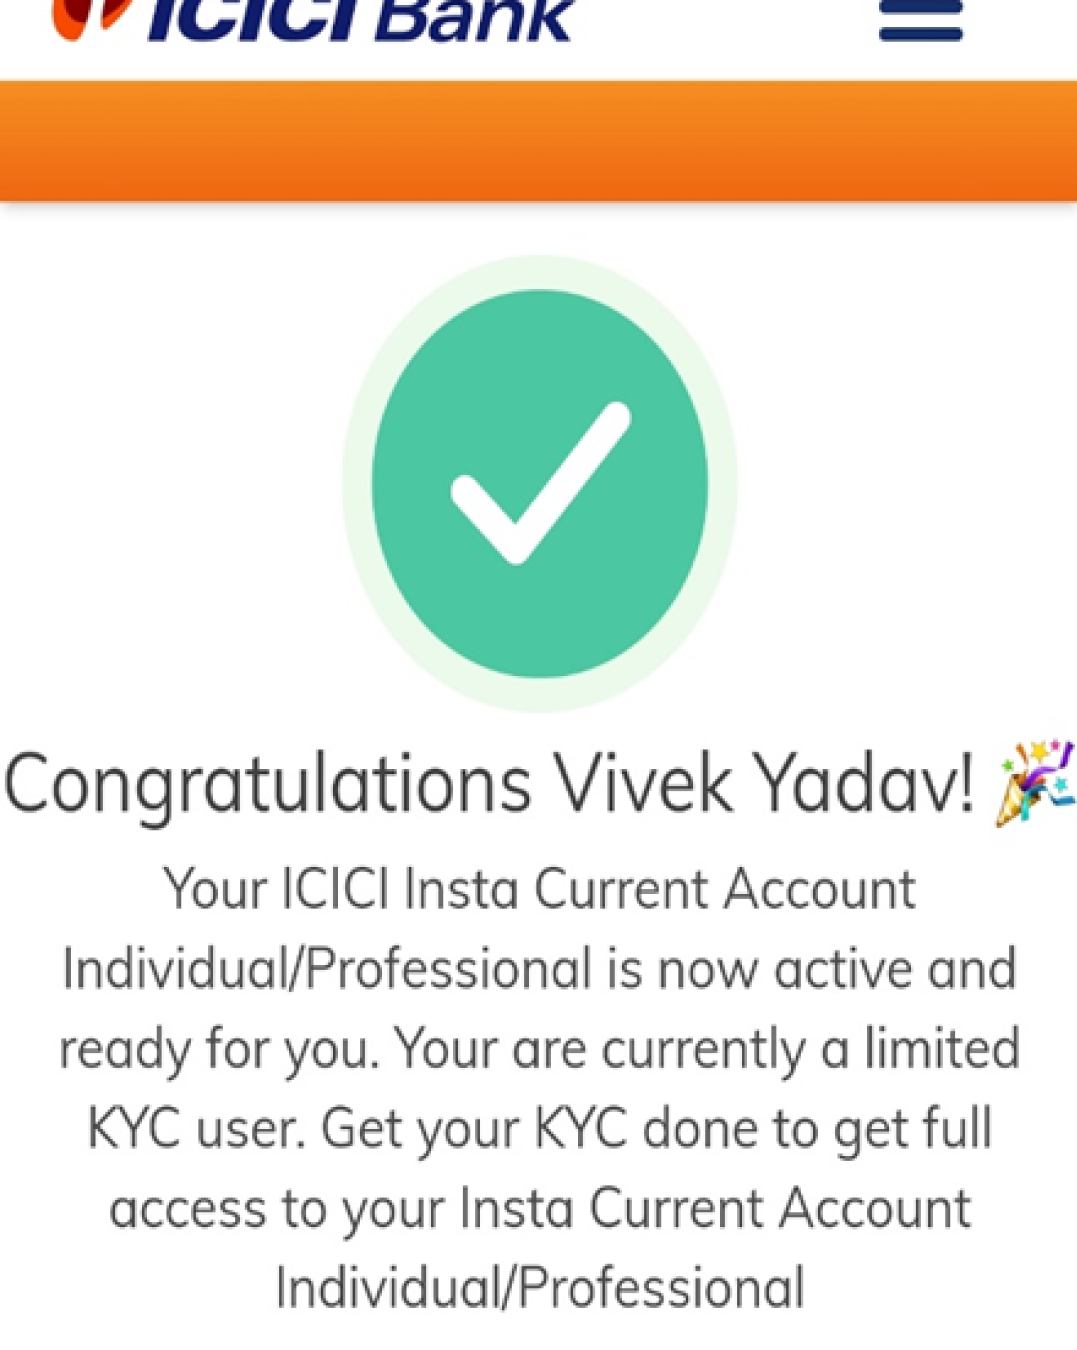 ICICI Bank
Congratulations Vivek Yadav! 🎉
Your ICICI Insta Current Account
Individual/Professional is now active and
ready for you. Your are currently a limited
KYC user. Get your KYC done to get full
access to your Insta Current Account
Individual/Professional